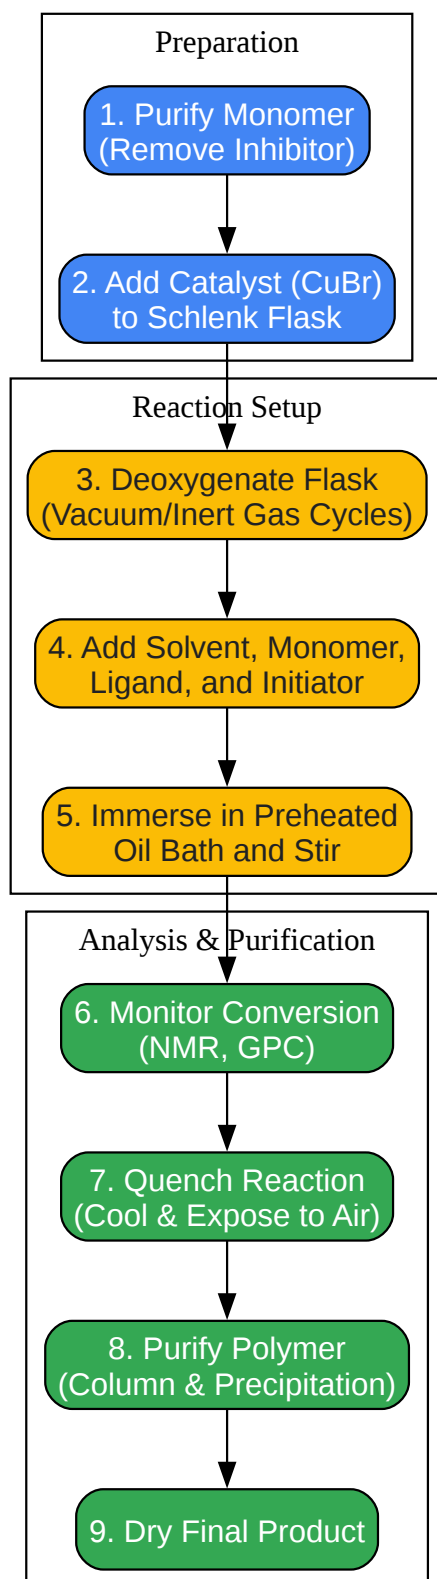 Preparation
1. Purify Monomer
(Remove Inhibitor)
2. Add Catalyst (CuBr)
to Schlenk Flask
Reaction Setup
3. Deoxygenate Flask
(Vacuum/Inert Gas Cycles)
4. Add Solvent, Monomer,
Ligand, and Initiator
5. Immerse in Preheated
Oil Bath and Stir
Analysis & Purification
6. Monitor Conversion
(NMR, GPC)
7. Quench Reaction
(Cool & Expose to Air)
8. Purify Polymer
(Column & Precipitation)
9. Dry Final Product